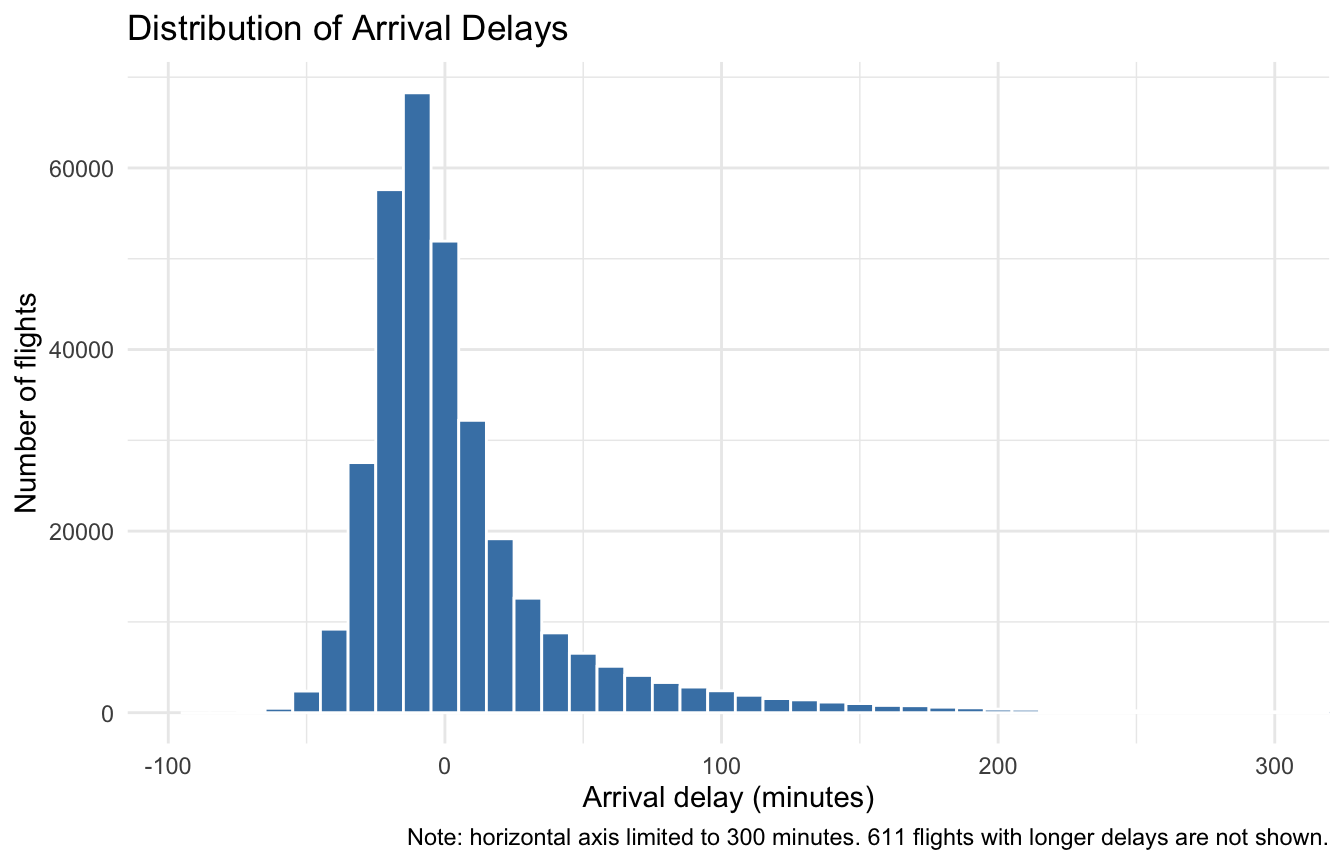 Distribution of Arrival Delays
60000
40000
20000
0
Number of flights
-100
0
100
200
300
Arrival delay (minutes)
Note: horizontal axis limited to 300 minutes. 611 flights with longer delays are not shown.